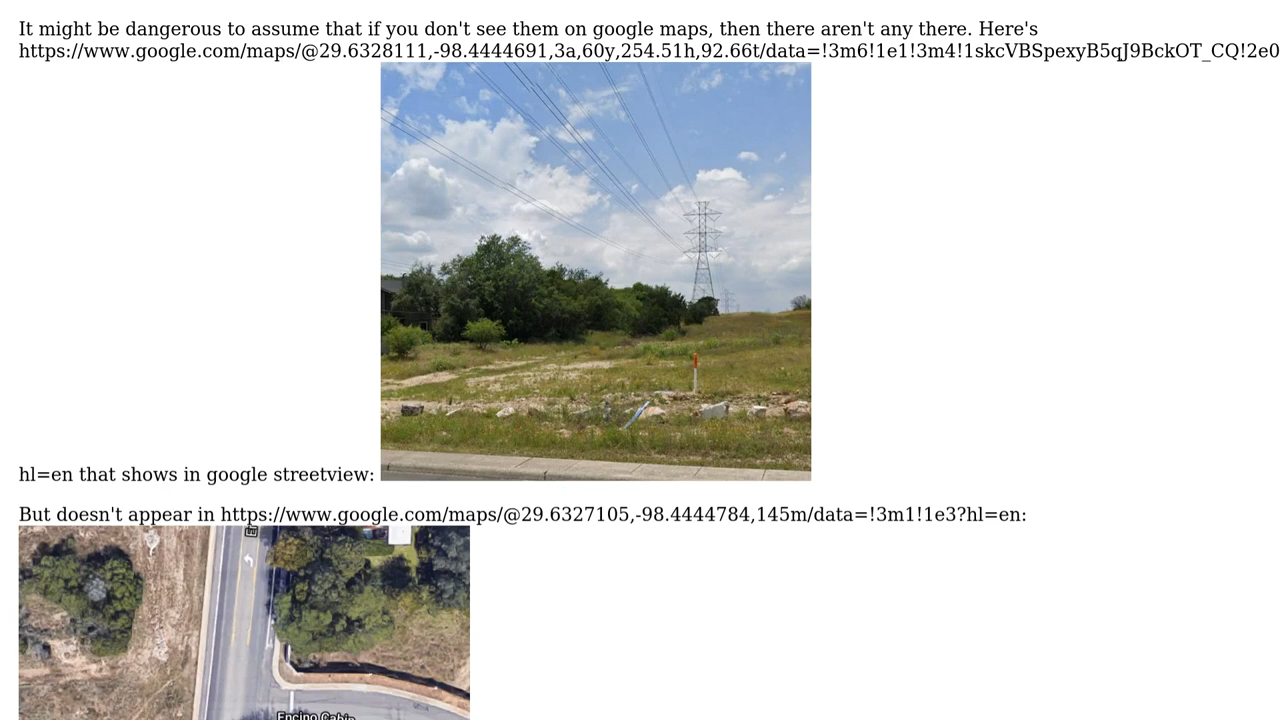 It might be dangerous to assume that if you don't see them on google maps, then there aren't any there. Here's
https://www.google.com/maps/@29.6328111,-98.4444691,3a,60y,254.51h,92.66t/data=!3m6!1e1!3m4!1skcVBSpexyB5qJ9BckOT_CQ!2e0
hl=en that shows in google streetview:
But doesn't appear in https://www.google.com/maps/@29.6327105,-98.4444784,145m/data=!3m1!1e3?hl=en:
Encino Cabin